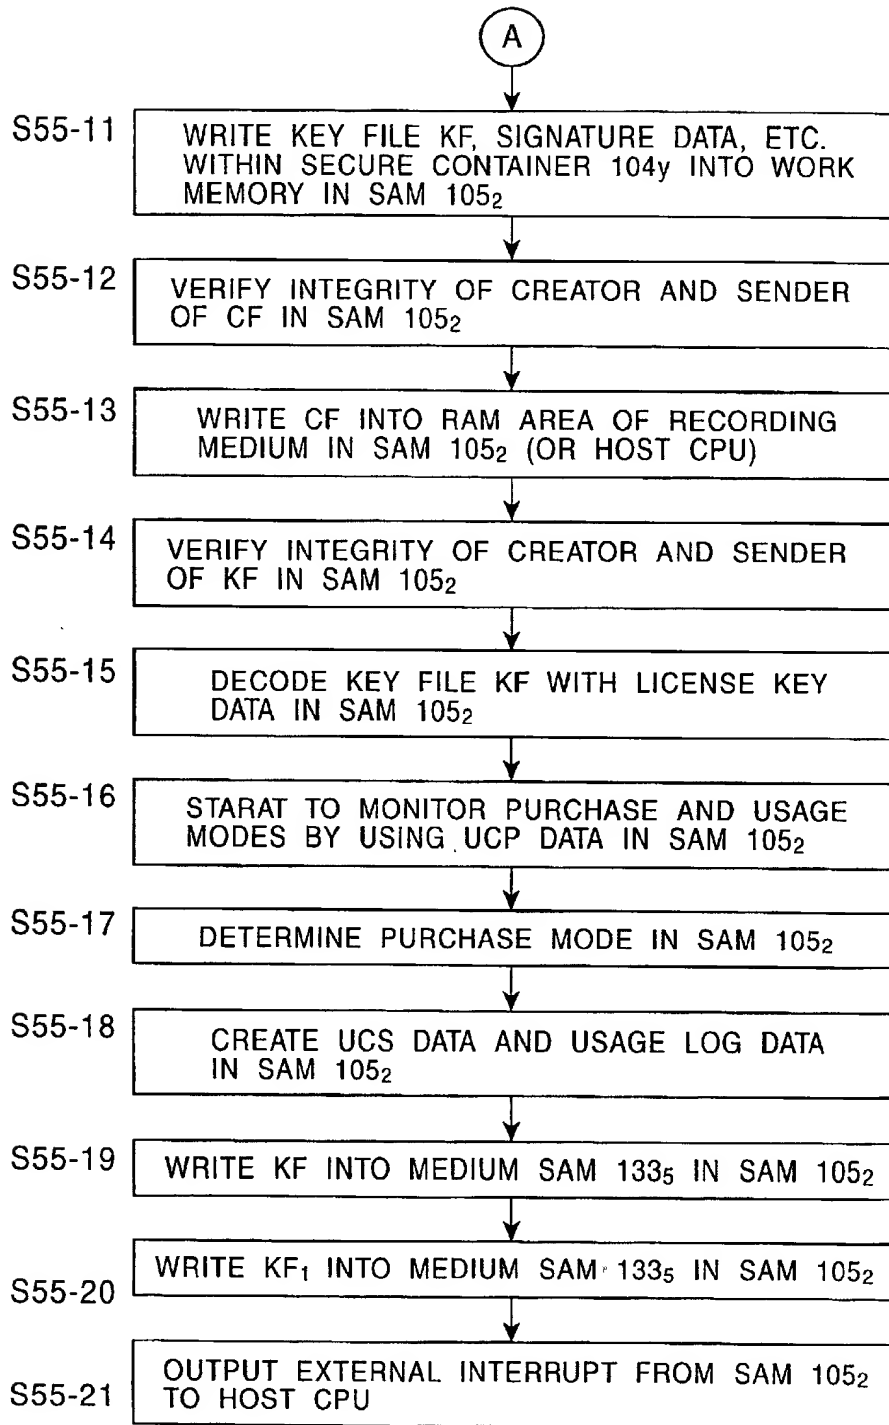 A
S55-11
WRITE KEY FILE KF, SIGNATURE DATA, ETC.
WITHIN SECURE CONTAINER 104y INTO WORK
MEMORY IN SAM 105₂
S55-12
VERIFY INTEGRITY OF CREATOR AND SENDER
OF CF IN SAM 105₂
S55-13
WRITE CF INTO RAM AREA OF RECORDING
MEDIUM IN SAM 105₂ (OR HOST CPU)
S55-14
VERIFY INTEGRITY OF CREATOR AND SENDER
OF KF IN SAM 105₂
S55-15
DECODE KEY FILE KF WITH LICENSE KEY
DATA IN SAM 105₂
S55-16
STARAT TO MONITOR PURCHASE AND USAGE
MODES BY USING UCP DATA IN SAM 105₂
S55-17
DETERMINE PURCHASE MODE IN SAM 105₂
S55-18
CREATE UCS DATA AND USAGE LOG DATA
IN SAM 105₂
S55-19
WRITE KF INTO MEDIUM SAM 133₅ IN SAM 105₂
S55-20
WRITE KF₁ INTO MEDIUM SAM 133₅ IN SAM 105₂
S55-21
OUTPUT EXTERNAL INTERRUPT FROM SAM 105₂
TO HOST CPU